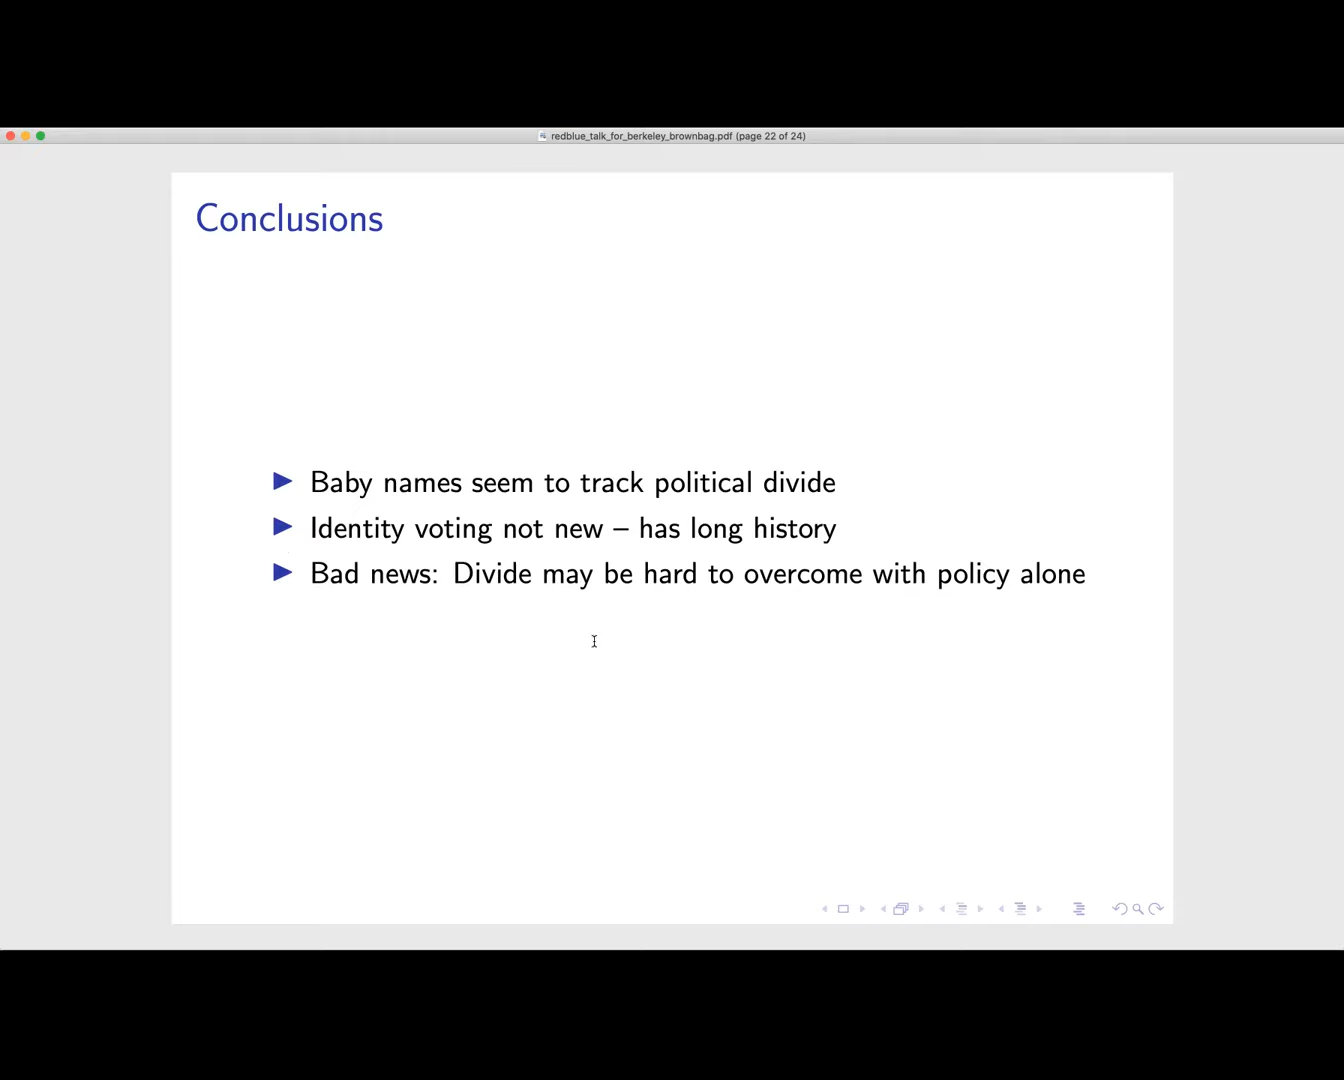 redblue_talk_for_berkeley_brownbag.pdf (page 22 of 24)
Conclusions
Baby names seem to track political divide
Identity voting not new – has long history
Bad news: Divide may be hard to overcome with policy alone